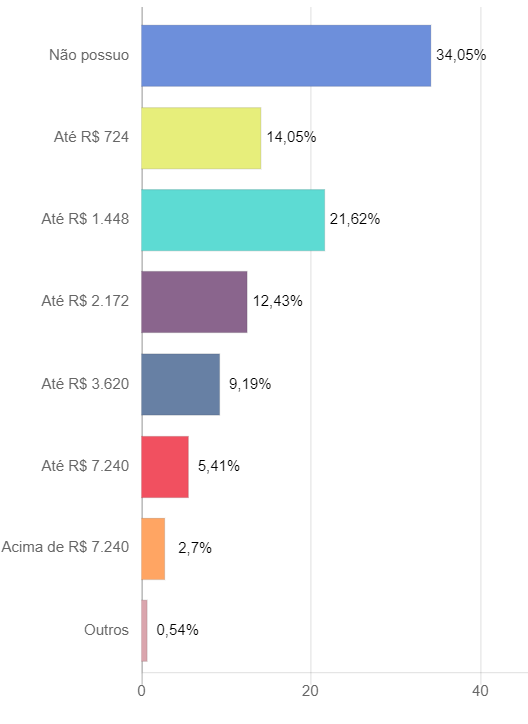 Não possuo 34,05%
Até R$ 724 14,05%
Até R$ 1.448 21,62%
Até R$ 2.172 12,43%
Até R$ 3.620 9,19%
Até R$ 7.240 5,41%
Acima de R$ 7.240 2,7%
Outros 0,54%
0 20 40